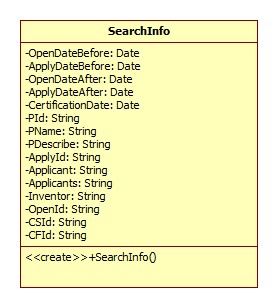 SearchInfo
-OpenDateBefore: Date
-ApplyDateBefore: Date
-OpenDateAfter: Date
-ApplyDateAfter: Date
-CertificationDate: Date
-PId: String
-PName: String
-PDescribe: String
-ApplyId: String
-Applicant: String
-Applicants: String
-Inventor: String
-OpenId: String
-CSId: String
-CFId: String
<<create>>+SearchInfo()